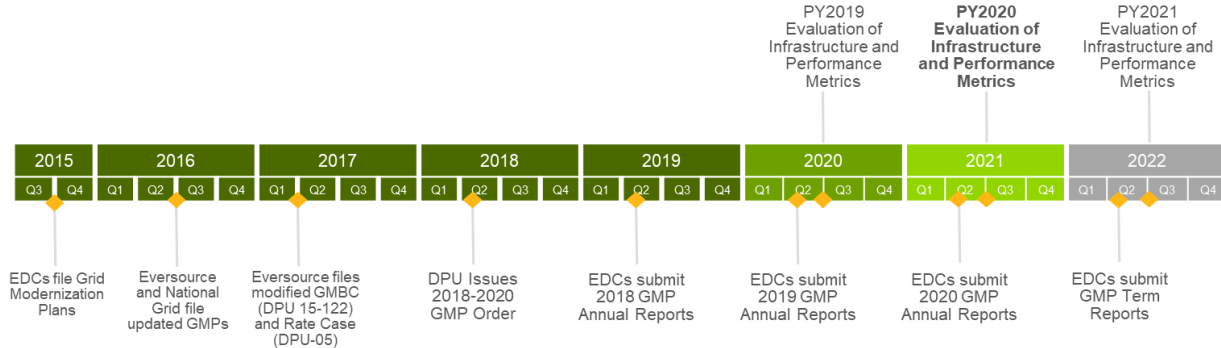 PY2019
Evaluation of
Infrastructure and
Performance
Metrics
PY2020
Evaluation of
Infrastructure
and Performance
Metrics
PY2021
Evaluation of
Infrastructure and
Performance
Metrics
2015 2016 2017 2018 2019 2020 2021 2022
Q3 Q4 Q1 Q2 Q3 Q4 Q1 Q2 Q3 Q4 Q1 Q2 Q3 Q4 Q1 Q2 Q3 Q4 Q1 Q2 Q3 Q4 Q1 Q2 Q3 Q4 Q1 Q2 Q3 Q4
EDCs file Grid
Modernization
Plans
Eversource
and National
Grid file
updated GMPs
Eversource files
modified GMBC
(DPU 15-122)
and Rate Case
(DPU-05)
DPU Issues
2018-2020
GMP Order
EDCs submit
2018 GMP
Annual Reports
EDCs submit
2019 GMP
Annual Reports
EDCs submit
2020 GMP
Annual Reports
EDCs submit
GMP Term
Reports